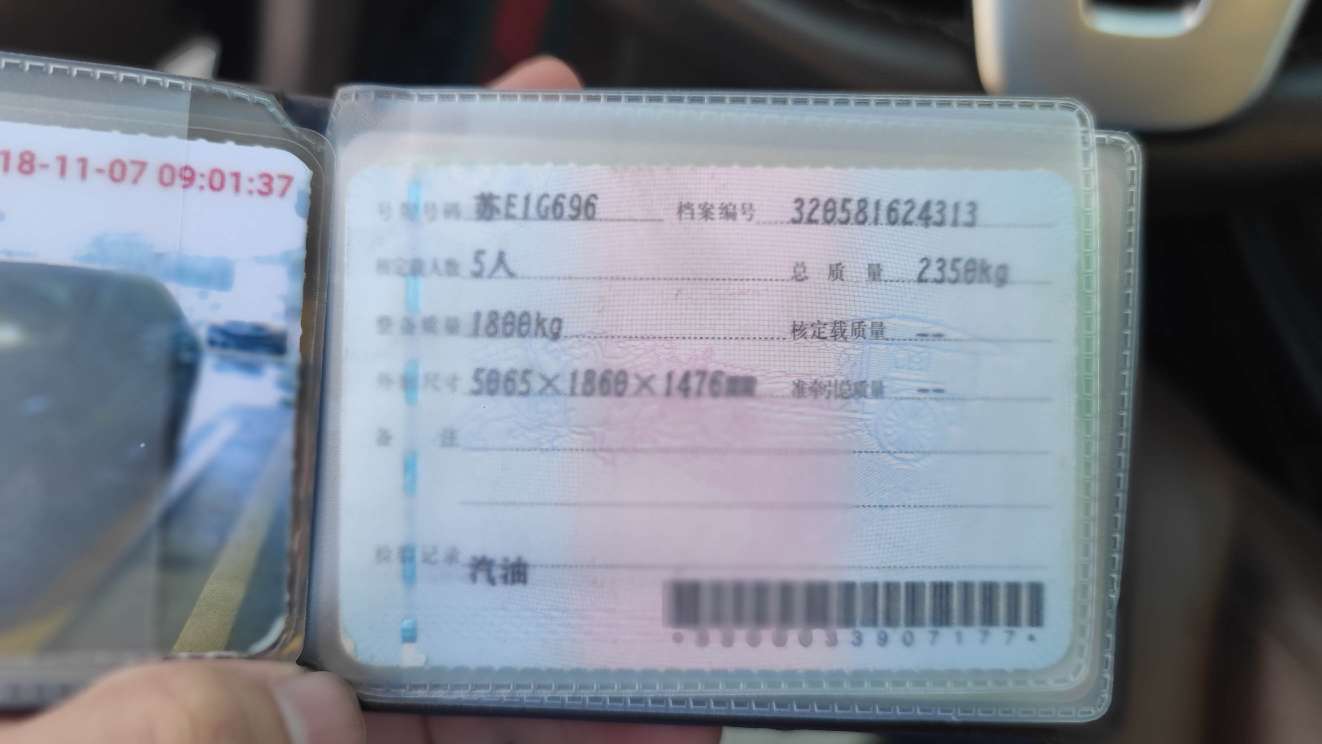 18-11-07 09:01:37
号牌号码 苏E1G696 档案编号 320581624313
核定载人数 5人 总质量 2350kg
整备质量 1800kg 核定载质量 --
外廓尺寸 5065×1860×1476mm 准牵引总质量 --
备注
检验记录 汽油